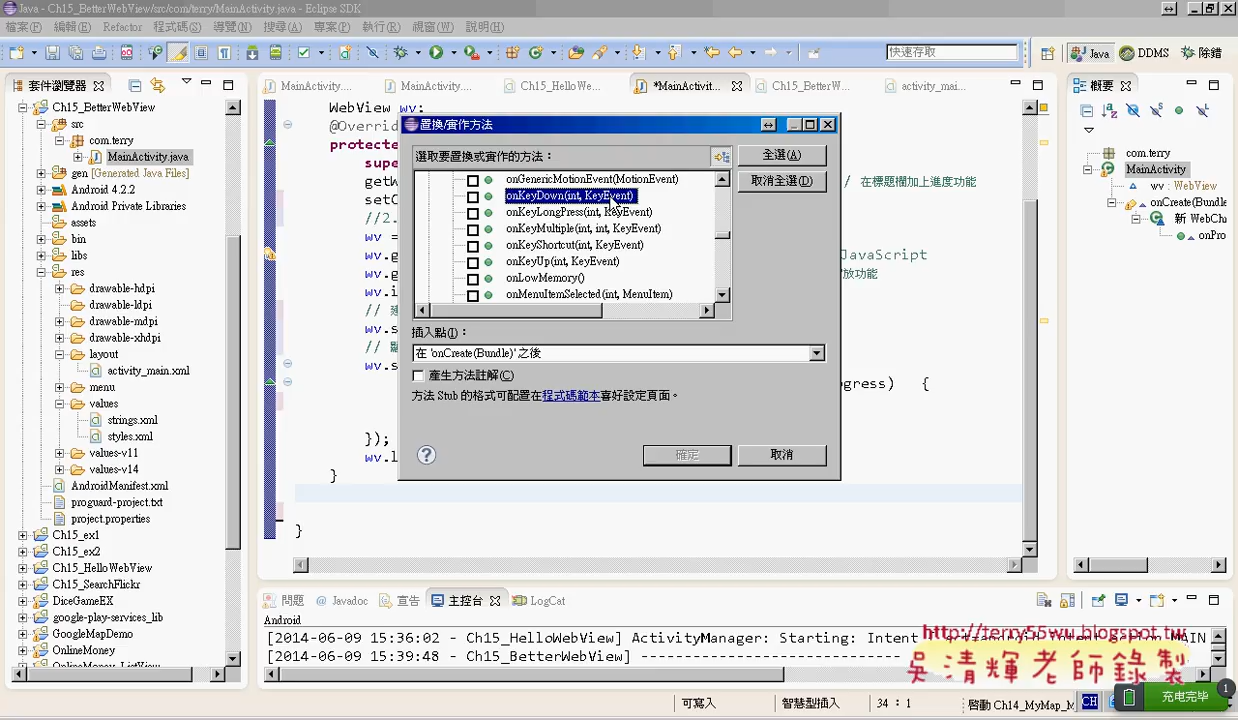 Java - Ch15_BetterWebView/src/com/terry/MainActivity.java - Eclipse SDK
檔案(F) 編輯(E) Refactor 程式碼(S) 導覽(N) 搜尋(A) 專案(P) 執行(R) 視窗(W) 說明(H)
快速存取
Java
DDMS
除錯
套件瀏覽器
MainActivity....
MainActivity....
Ch15_HelloWe...
*MainActivit...
Ch15_BetterW...
activity_mai...
概要
Ch15_BetterWebView
src
com.terry
MainActivity.java
gen [Generated Java Files]
Android 4.2.2
Android Private Libraries
assets
bin
libs
res
drawable-hdpi
drawable-ldpi
drawable-mdpi
drawable-xhdpi
layout
activity_main.xml
menu
values
strings.xml
styles.xml
values-v11
values-v14
AndroidManifest.xml
proguard-project.txt
project.properties
Ch15_ex1
Ch15_ex2
Ch15_HelloWebView
Ch15_SearchFlickr
DiceGameEX
google-play-services_lib
GoogleMapDemo
OnlineMoney
OnlineMoney_ListView
WebView wv;
@Overrid
protecte
supe
getW
// 在標題欄加上進度功能
setC
//2.
wv =
JavaScript
wv.g
放功能
wv.g
wv.i
//
wv.s
//
wv.s
ogress) {
});
wv.l
}
}
置換/實作方法
選取要置換或實作的方法：
全選(A)
取消全選(D)
onGenericMotionEvent(MotionEvent)
onKeyDown(int, KeyEvent)
onKeyLongPress(int, KeyEvent)
onKeyMultiple(int, int, KeyEvent)
onKeyShortcut(int, KeyEvent)
onKeyUp(int, KeyEvent)
onLowMemory()
onMenuItemSelected(int, MenuItem)
插入點(I)：
在 'onCreate(Bundle)' 之後
產生方法註解(C)
方法 Stub 的格式可配置在程式碼範本喜好設定頁面。
確定
取消
com.terry
MainActivity
wv : WebView
onCreate(Bundle
新 WebChr
onPro
問題
Javadoc
宣告
主控台
LogCat
Android
[2014-06-09 15:36:02 - Ch15_HelloWebView] ActivityManager: Starting: Intent
[2014-06-09 15:39:48 - Ch15_BetterWebView] ------------------------------
http://terry55wu.blogspot.tw
吳清輝老師錄製
可寫入
智慧型插入
34 : 1
啟動 Ch14_MyMap_M
CH
充电完毕
1